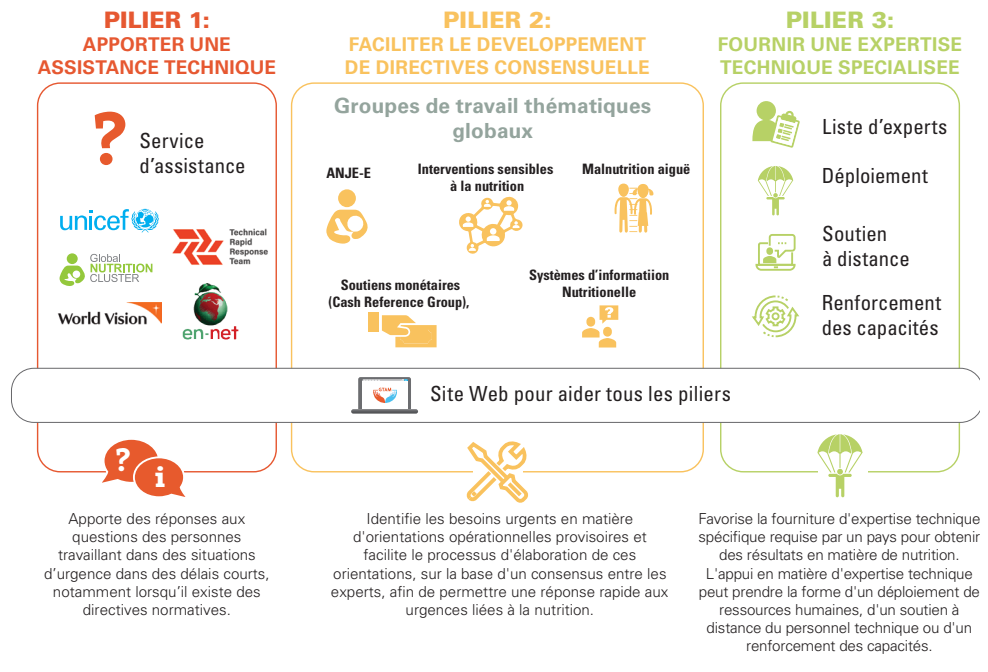 PILIER 1:
APPORTER UNE
ASSISTANCE TECHNIQUE
?
Service
d'assistance
unicef
Technical
Rapid
Response
Team
Global
NUTRITION
CLUSTER
World Vision
en-net
PILIER 2:
FACILITER LE DEVELOPPEMENT
DE DIRECTIVES CONSENSUELLE
Groupes de travail thématiques
globaux
ANJE-E
Interventions sensibles
à la nutrition
Malnutrition aiguë
Soutiens monétaires
(Cash Reference Group),
Systèmes d'informatiion
Nutritionelle
?
PILIER 3:
FOURNIR UNE EXPERTISE
TECHNIQUE SPECIALISEE
Liste d'experts
Déploiement
Soutien
à distance
Renforcement
des capacités
GTAM
Site Web pour aider tous les piliers
? i
Apporte des réponses aux
questions des personnes
travaillant dans des situations
d'urgence dans des délais courts,
notamment lorsqu'il existe des
directives normatives.
Identifie les besoins urgents en matière
d'orientations opérationnelles provisoires et
facilite le processus d'élaboration de ces
orientations, sur la base d'un consensus entre les
experts, afin de permettre une réponse rapide aux
urgences liées à la nutrition.
Favorise la fourniture d'expertise technique
spécifique requise par un pays pour obtenir
des résultats en matière de nutrition.
L'appui en matière d'expertise technique
peut prendre la forme d'un déploiement de
ressources humaines, d'un soutien à
distance du personnel technique ou d'un
renforcement des capacités.